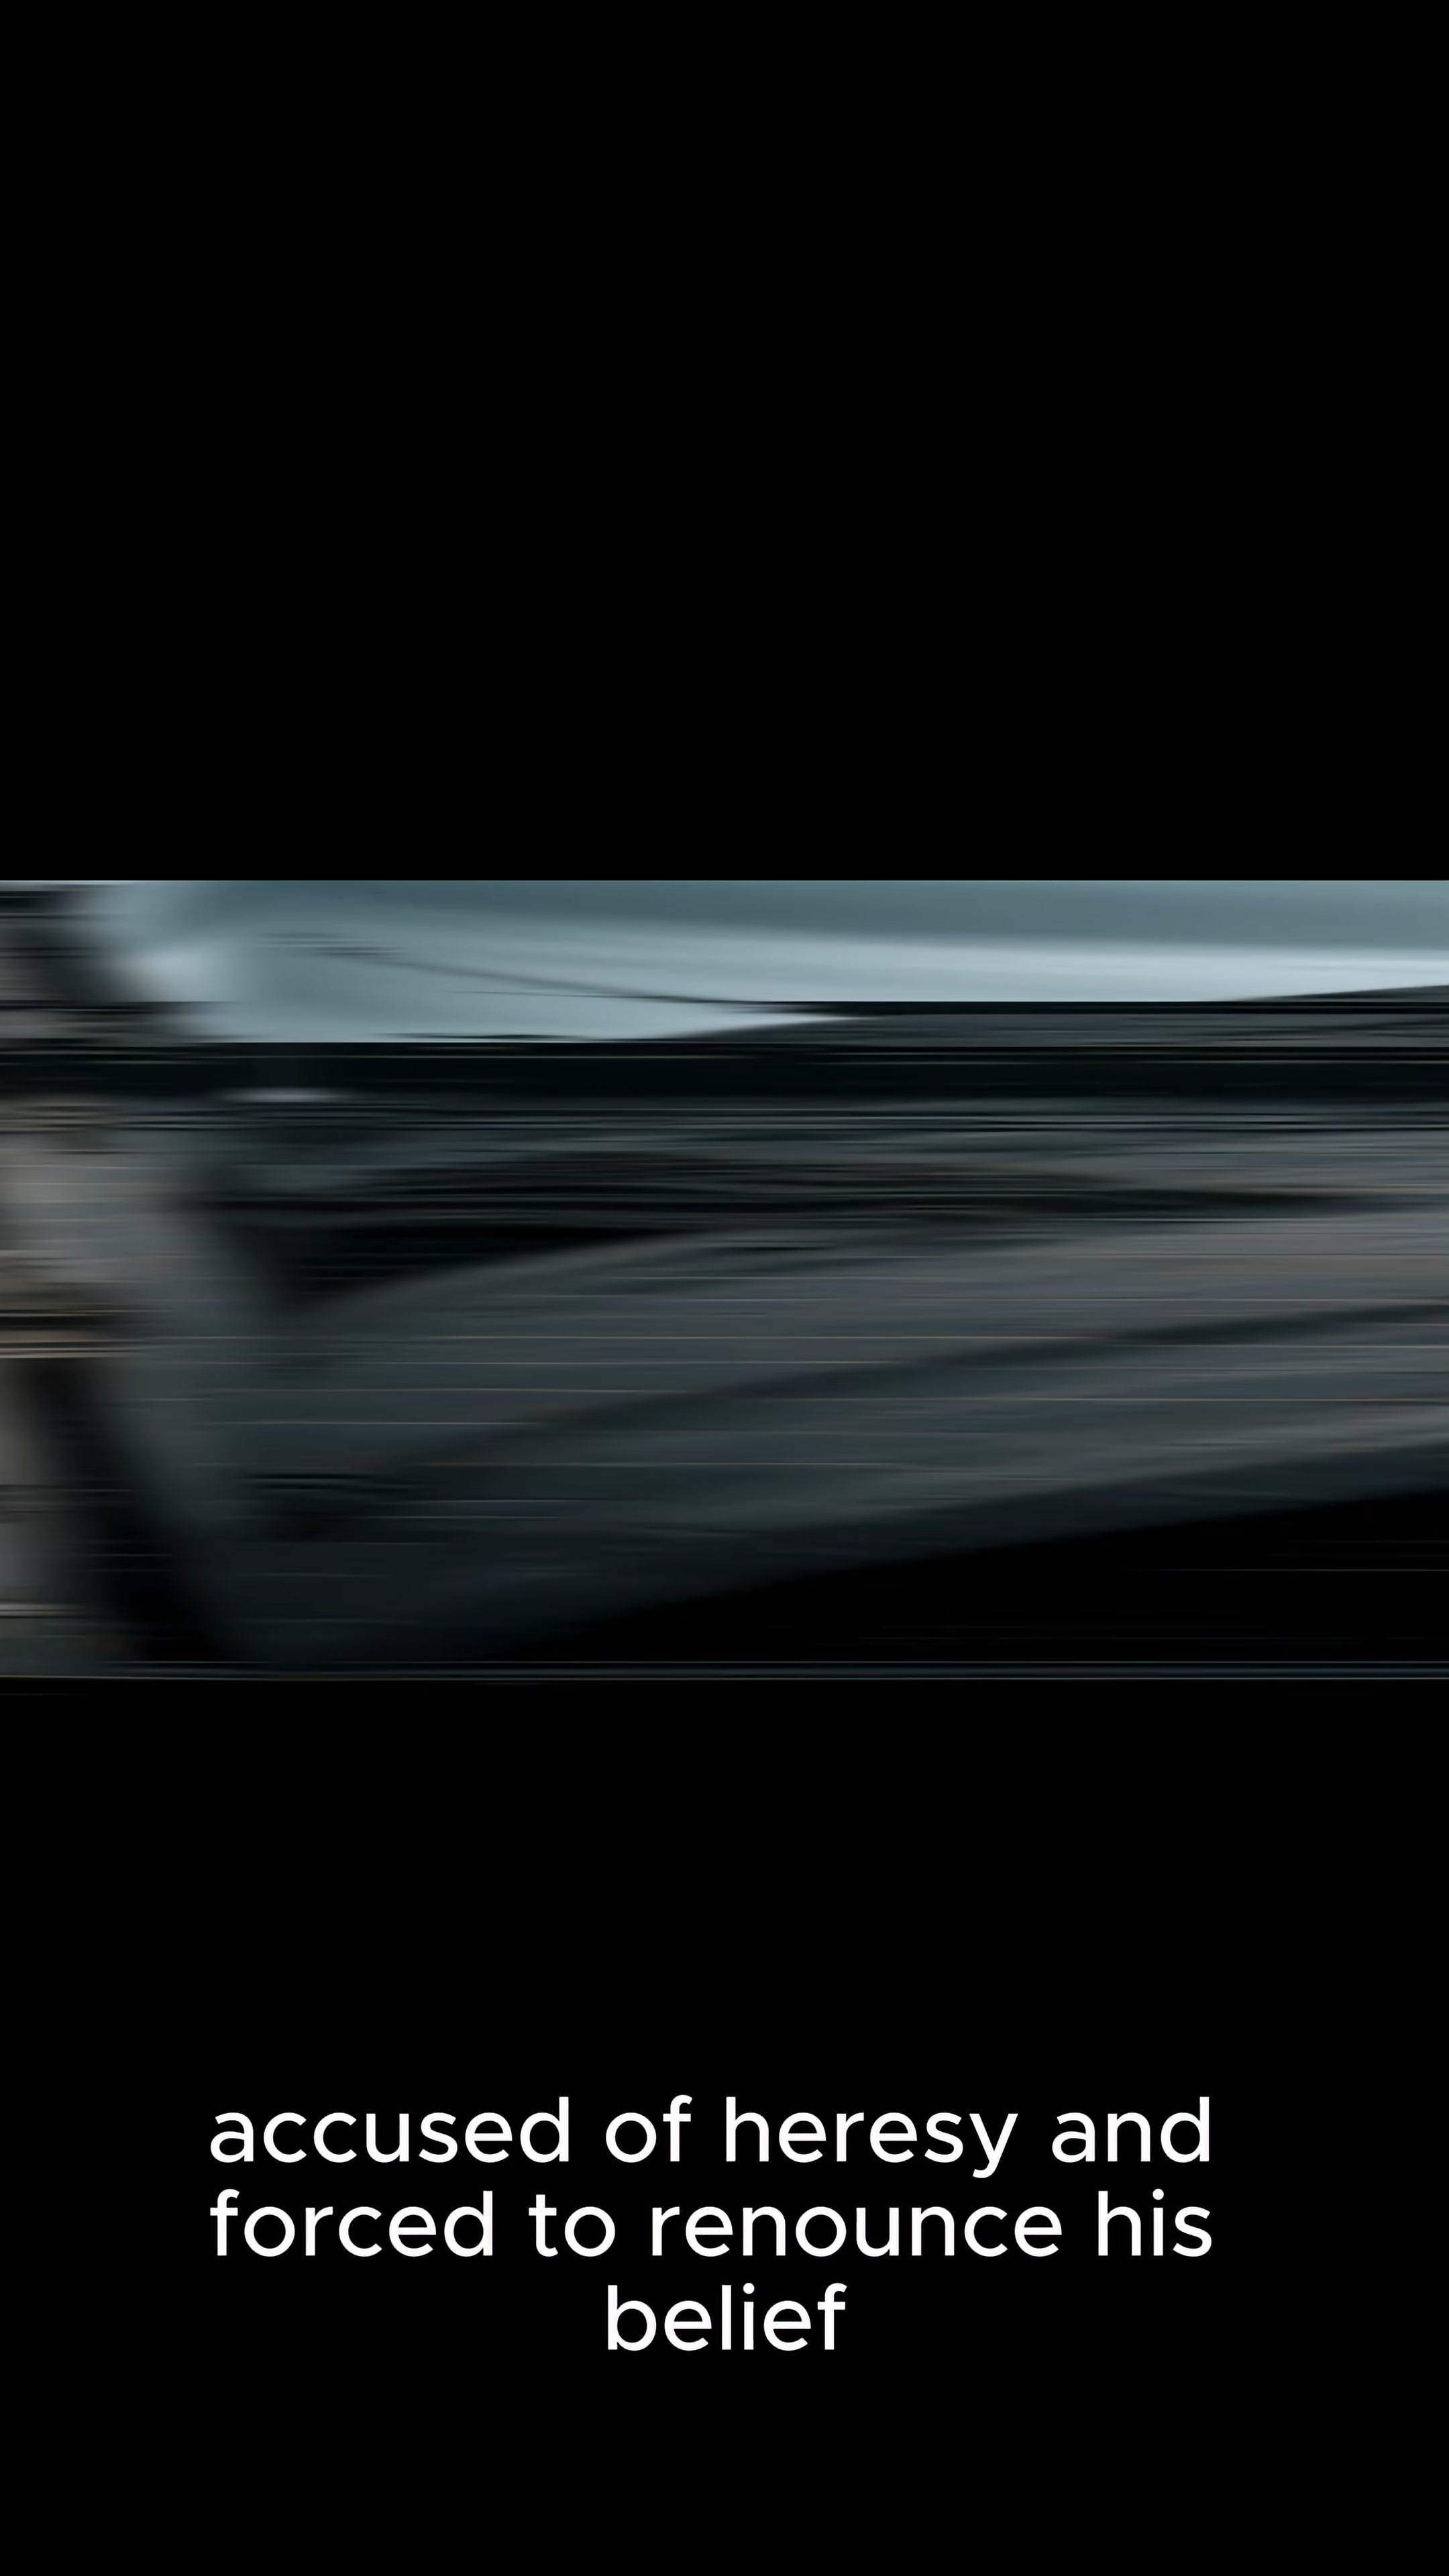 accused of heresy and
forced to renounce his
belief